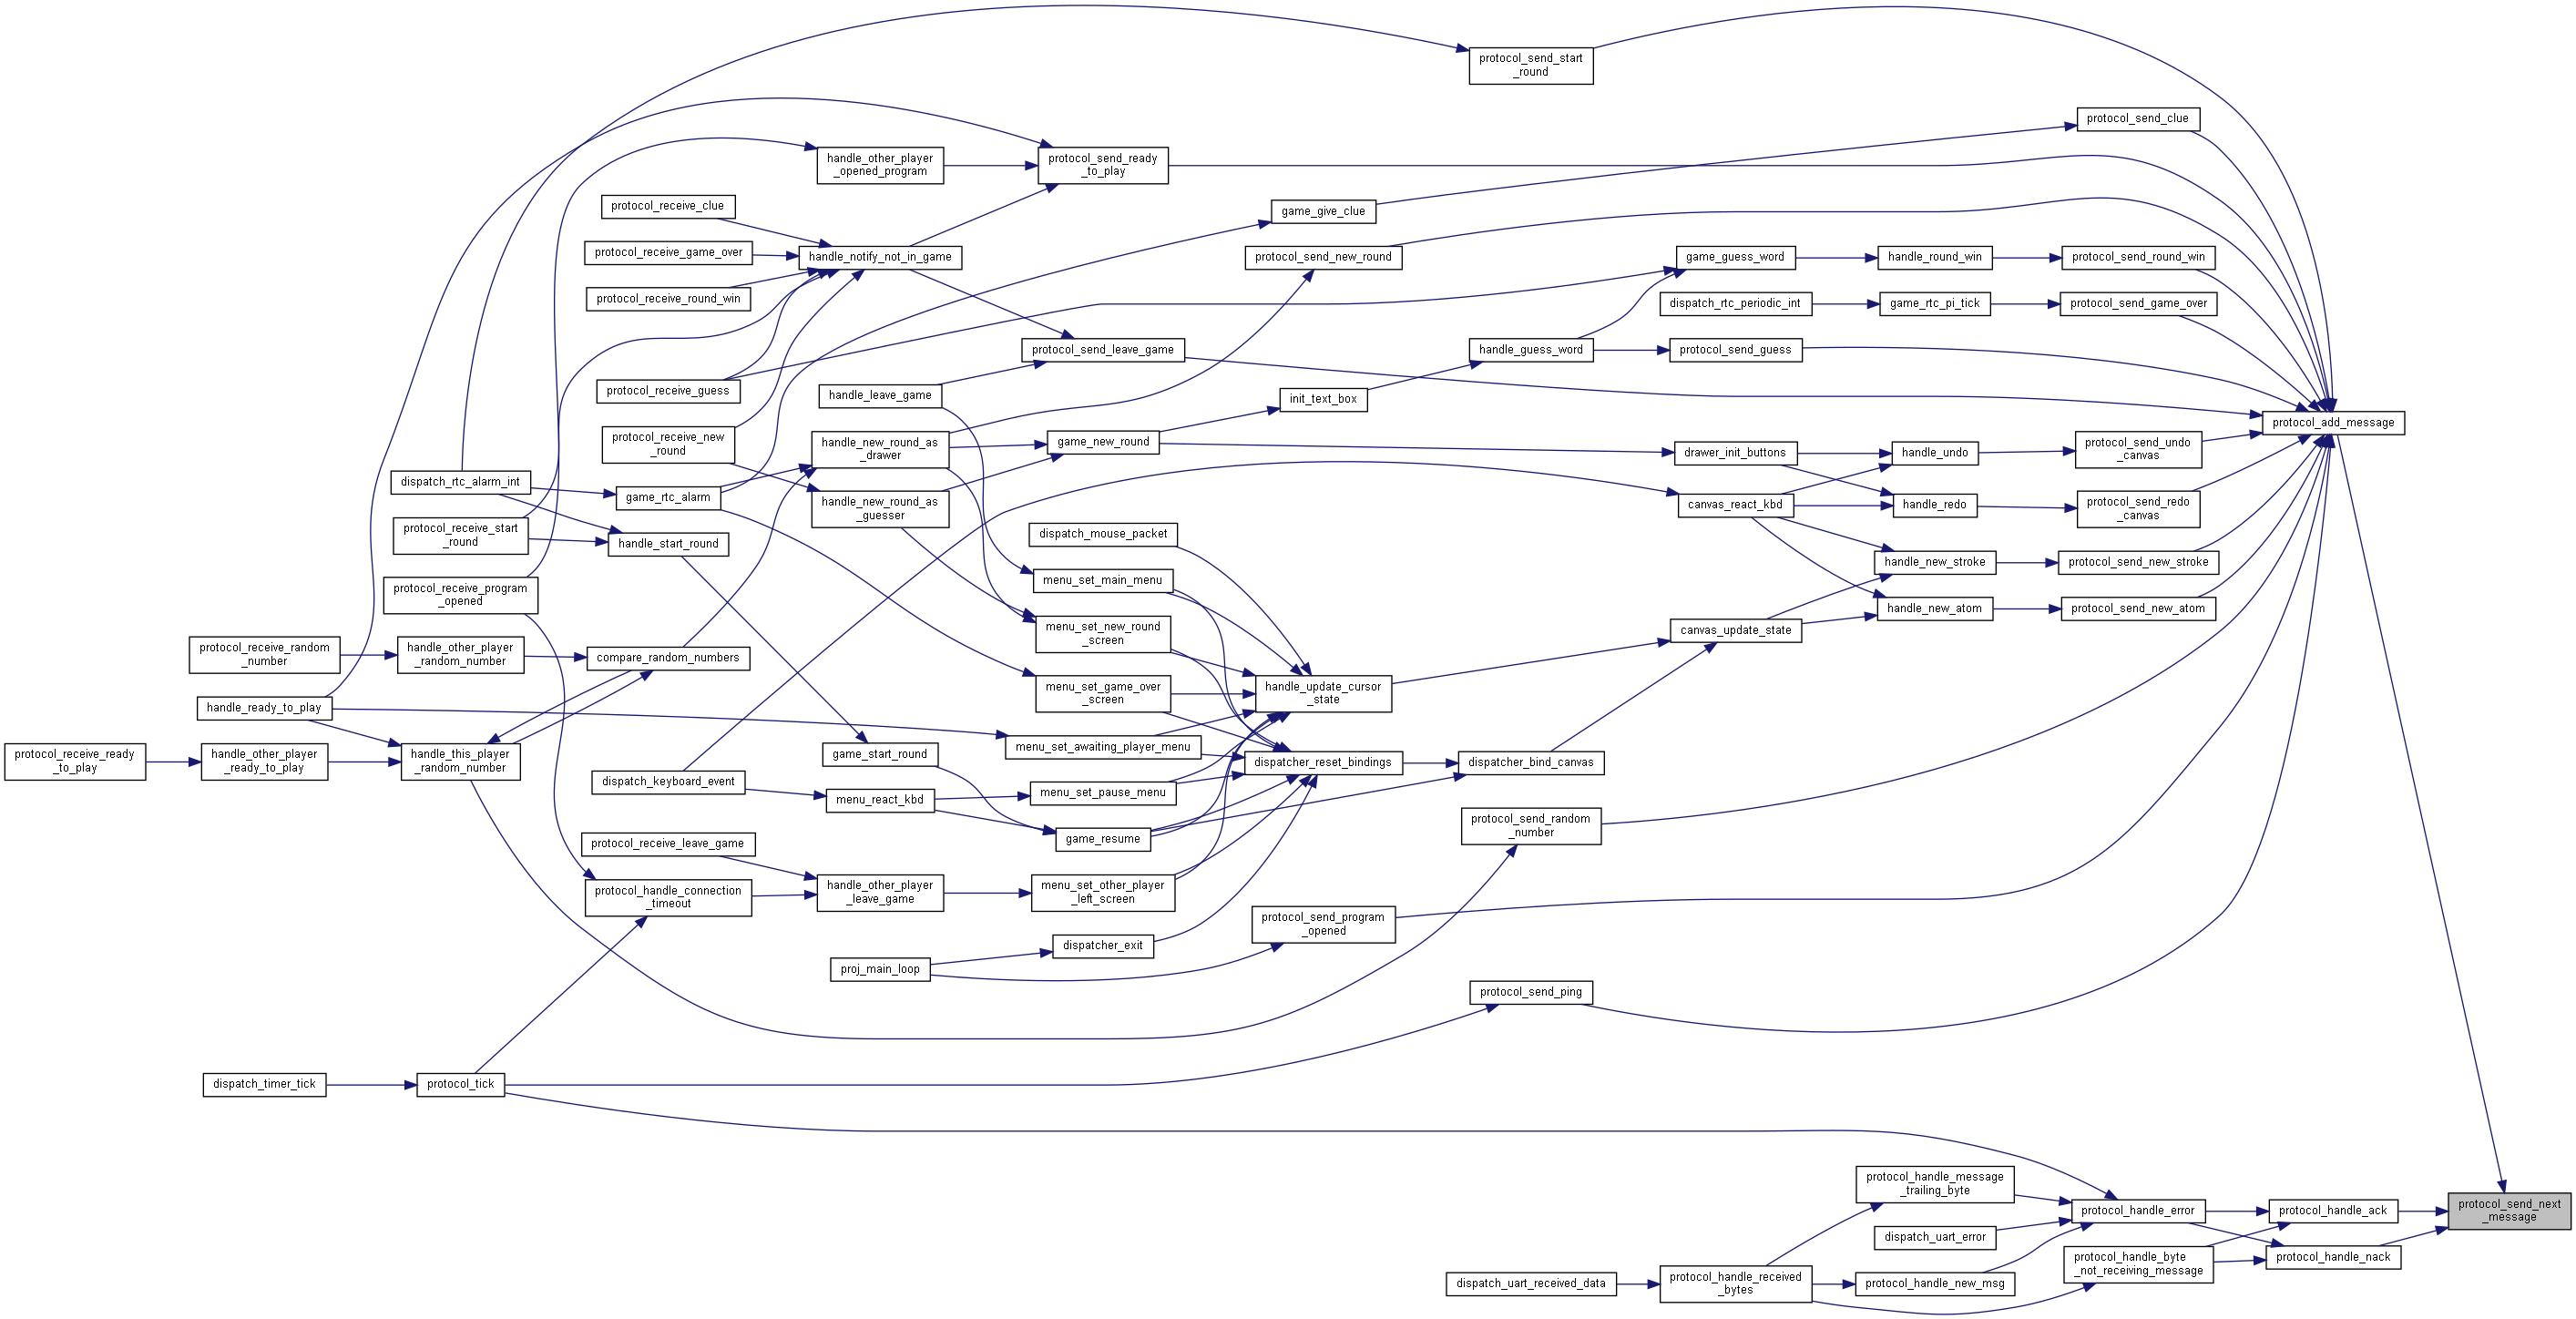 protocol_send_start
_round
protocol_send_clue
handle_other_player
_opened_program
protocol_send_ready
_to_play
protocol_receive_clue
game_give_clue
protocol_receive_game_over
handle_notify_not_in_game
protocol_send_new_round
game_guess_word
handle_round_win
protocol_send_round_win
protocol_receive_round_win
dispatch_rtc_periodic_int
game_rtc_pi_tick
protocol_send_game_over
protocol_send_leave_game
handle_guess_word
protocol_send_guess
protocol_receive_guess
handle_leave_game
init_text_box
protocol_add_message
protocol_receive_new
_round
handle_new_round_as
_drawer
game_new_round
drawer_init_buttons
handle_undo
protocol_send_undo
_canvas
dispatch_rtc_alarm_int
game_rtc_alarm
handle_new_round_as
_guesser
canvas_react_kbd
handle_redo
protocol_send_redo
_canvas
protocol_receive_start
_round
handle_start_round
dispatch_mouse_packet
handle_new_stroke
protocol_send_new_stroke
protocol_receive_program
_opened
menu_set_main_menu
handle_new_atom
protocol_send_new_atom
protocol_receive_random
_number
handle_other_player
_random_number
compare_random_numbers
menu_set_new_round
_screen
canvas_update_state
handle_ready_to_play
menu_set_game_over
_screen
handle_update_cursor
_state
protocol_receive_ready
_to_play
handle_other_player
_ready_to_play
handle_this_player
_random_number
game_start_round
menu_set_awaiting_player_menu
dispatcher_reset_bindings
dispatcher_bind_canvas
dispatch_keyboard_event
menu_react_kbd
menu_set_pause_menu
protocol_receive_leave_game
game_resume
protocol_send_random
_number
protocol_handle_connection
_timeout
handle_other_player
_leave_game
menu_set_other_player
_left_screen
protocol_send_program
_opened
dispatcher_exit
proj_main_loop
protocol_send_ping
dispatch_timer_tick
protocol_tick
protocol_handle_message
_trailing_byte
protocol_handle_error
protocol_handle_ack
protocol_send_next
_message
dispatch_uart_error
protocol_handle_byte
_not_receiving_message
protocol_handle_nack
dispatch_uart_received_data
protocol_handle_received
_bytes
protocol_handle_new_msg